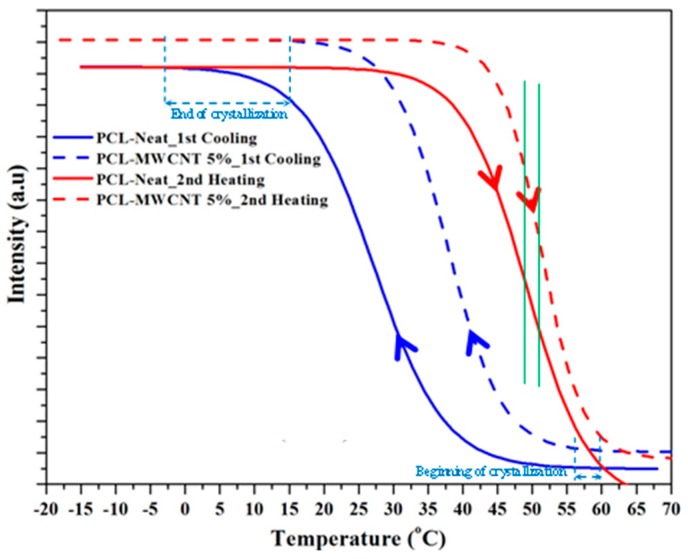 End of crystallization
PCL-Neat_1st Cooling
PCL-MWCNT 5%_1st Cooling
PCL-Neat_2nd Heating
PCL-MWCNT 5%_2nd Heating
Intensity (a.u)
Beginning of crystallization
-20 -15 -10 -5 0 5 10 15 20 25 30 35 40 45 50 55 60 65 70
Temperature (°C)